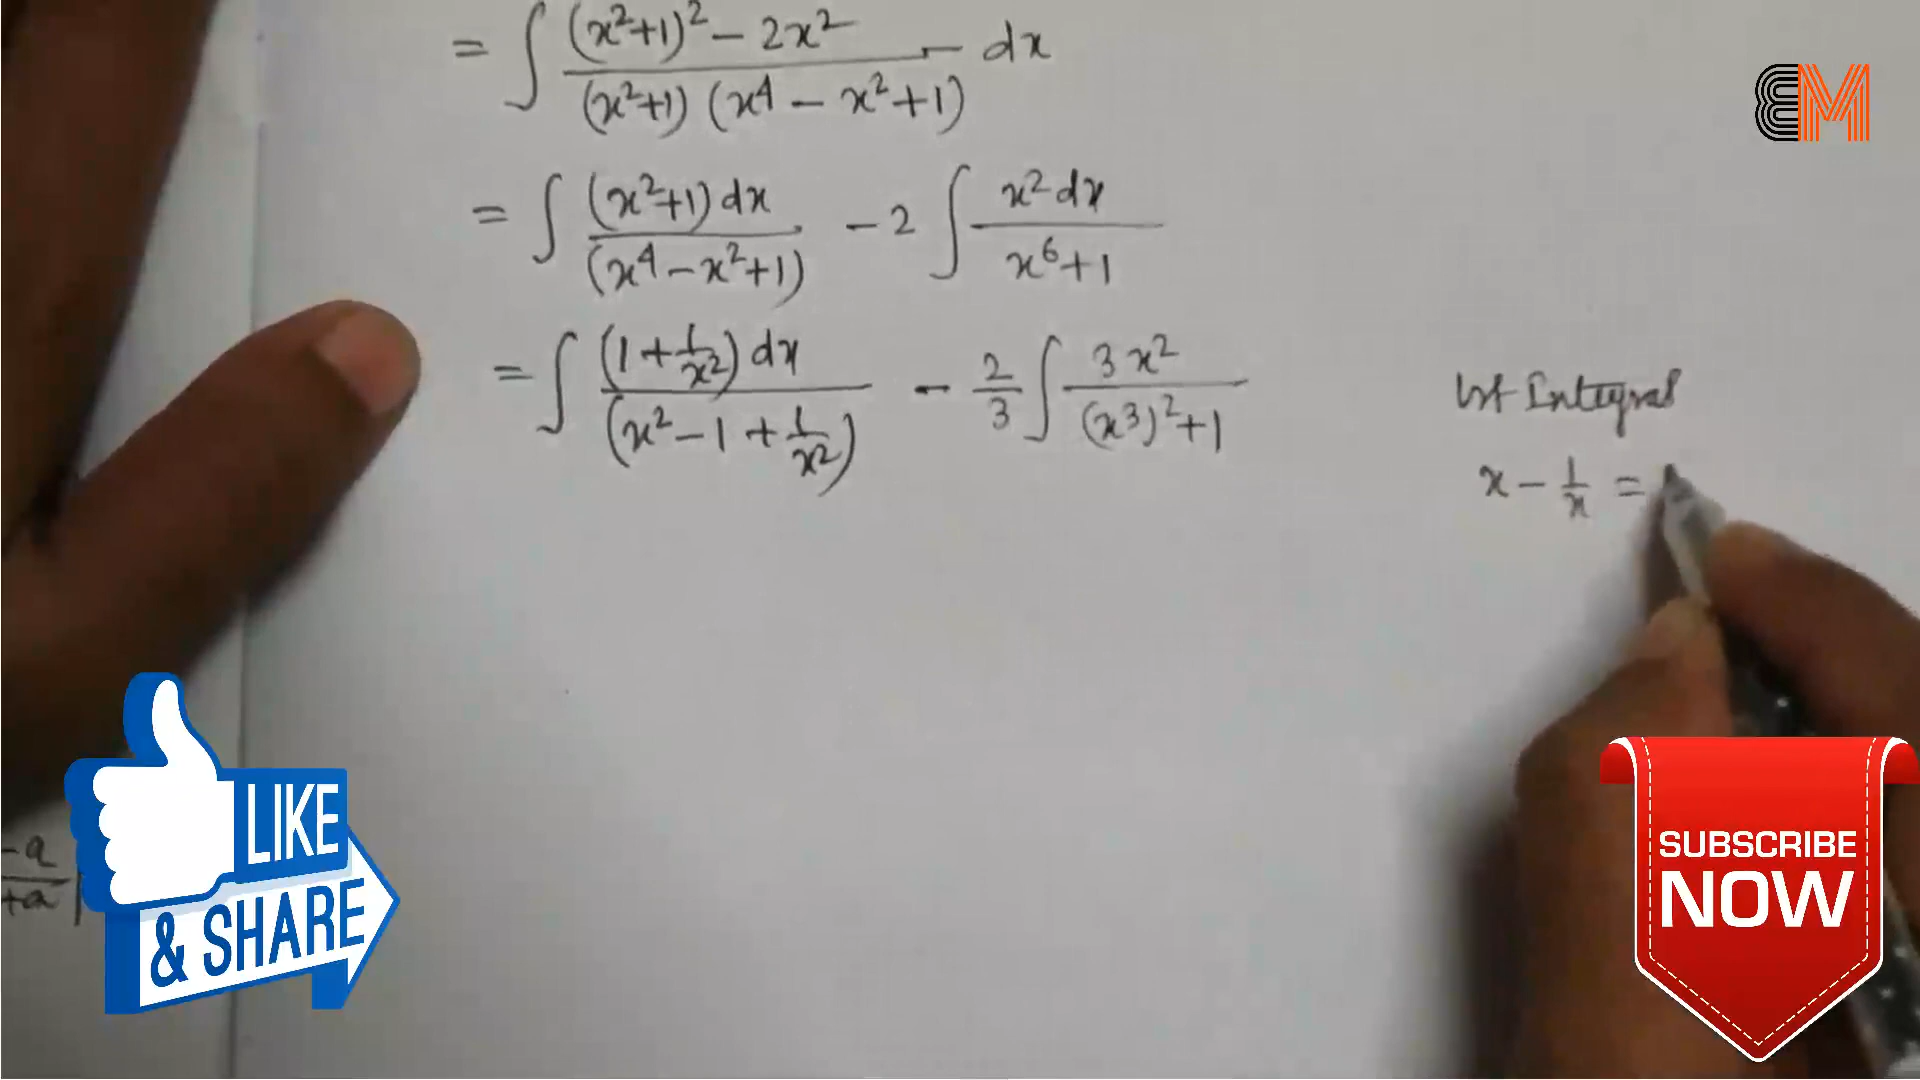 = ∫ (x²+1)² − 2x² / (x²+1) (x⁴ − x²+1) dx
EM
= ∫ (x²+1) dx / (x⁴ − x²+1) − 2 ∫ x² dx / x⁶+1
= ∫ (1 + 1/x²) dx / (x² − 1 + 1/x²) − 2/3 ∫ 3x² / (x³)²+1
Ist Integral
x − 1/x =
−a / +a |
LIKE
& SHARE
SUBSCRIBE
NOW